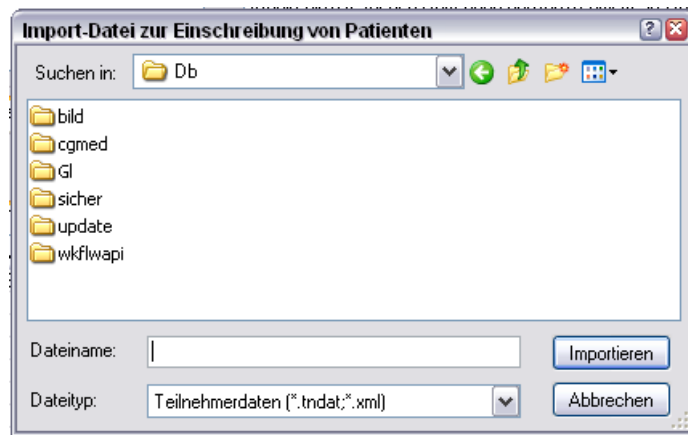 Import-Datei zur Einschreibung von Patienten
Suchen in: Db
bild
cgmed
Gl
sicher
update
wkflwapi
Dateiname: Importieren
Dateityp: Teilnehmerdaten (*.tndat;*.xml) Abbrechen